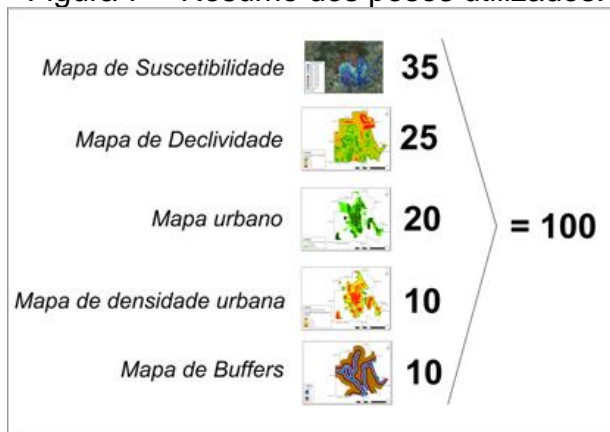 Mapa de Suscetibilidade 35
Mapa de Declividade 25
Mapa urbano 20
= 100
Mapa de densidade urbana 10
Mapa de Buffers 10